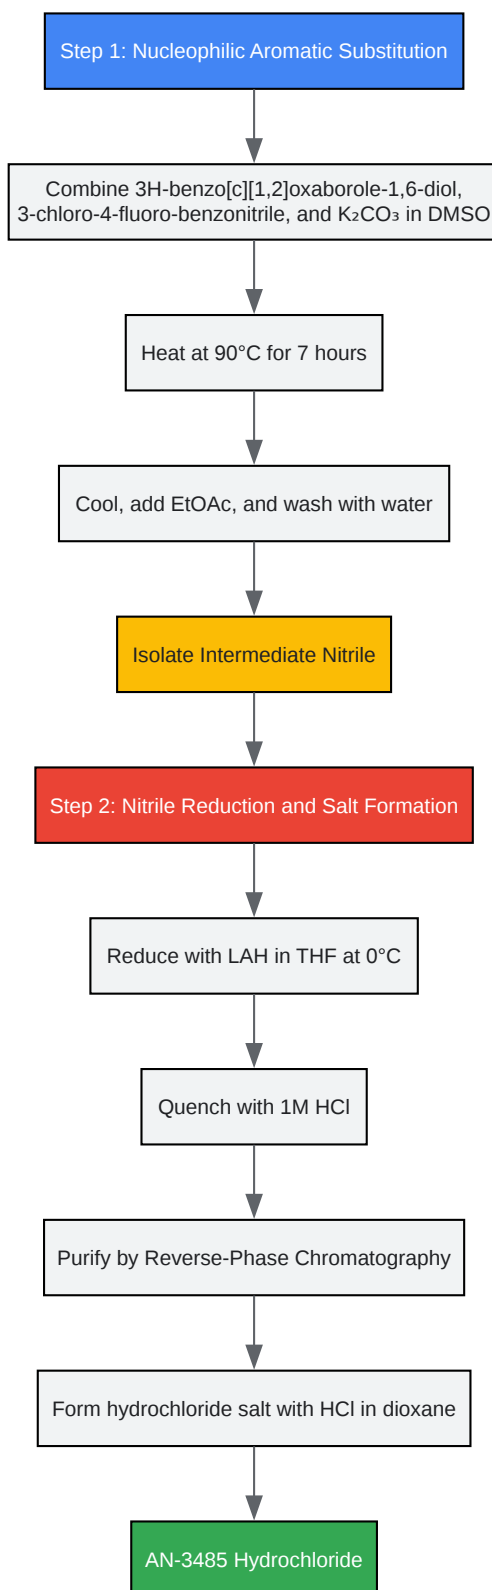 Step 1: Nucleophilic Aromatic Substitution
Combine 3H-benzo[c][1,2]oxaborole-1,6-diol,
3-chloro-4-fluoro-benzonitrile, and K₂CO₃ in DMSO
Heat at 90°C for 7 hours
Cool, add EtOAc, and wash with water
Isolate Intermediate Nitrile
Step 2: Nitrile Reduction and Salt Formation
Reduce with LAH in THF at 0°C
Quench with 1M HCl
Purify by Reverse-Phase Chromatography
Form hydrochloride salt with HCl in dioxane
AN-3485 Hydrochloride